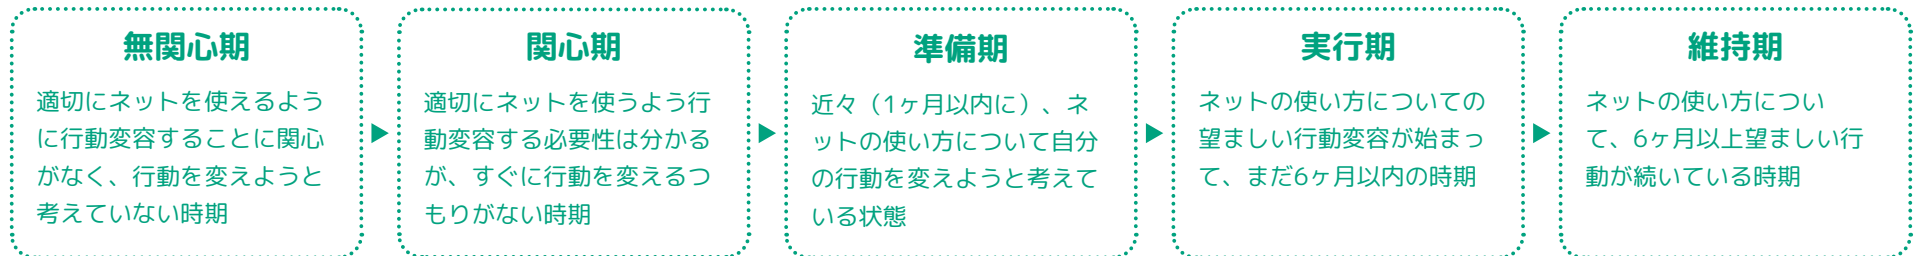 無関心期
適切にネットを使えるよう
に行動変容することに関心
がなく、行動を変えようと
考えていない時期
関心期
適切にネットを使うよう行
動変容する必要性は分かる
が、すぐに行動を変えるつ
もりがない時期
準備期
近々（1ヶ月以内に）、ネ
ットの使い方について自分
の行動を変えようと考えて
いる状態
実行期
ネットの使い方についての
望ましい行動変容が始まっ
て、まだ6ヶ月以内の時期
維持期
ネットの使い方につい
て、6ヶ月以上望ましい行
動が続いている時期